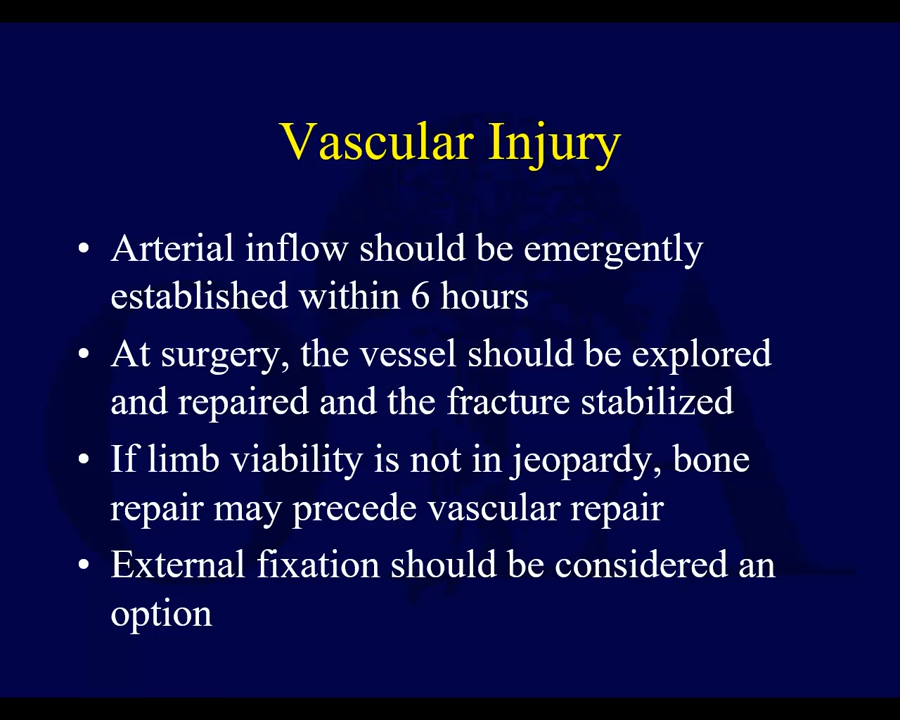 Vascular Injury
• Arterial inflow should be emergently
established within 6 hours
• At surgery, the vessel should be explored
and repaired and the fracture stabilized
• If limb viability is not in jeopardy, bone
repair may precede vascular repair
• External fixation should be considered an
option